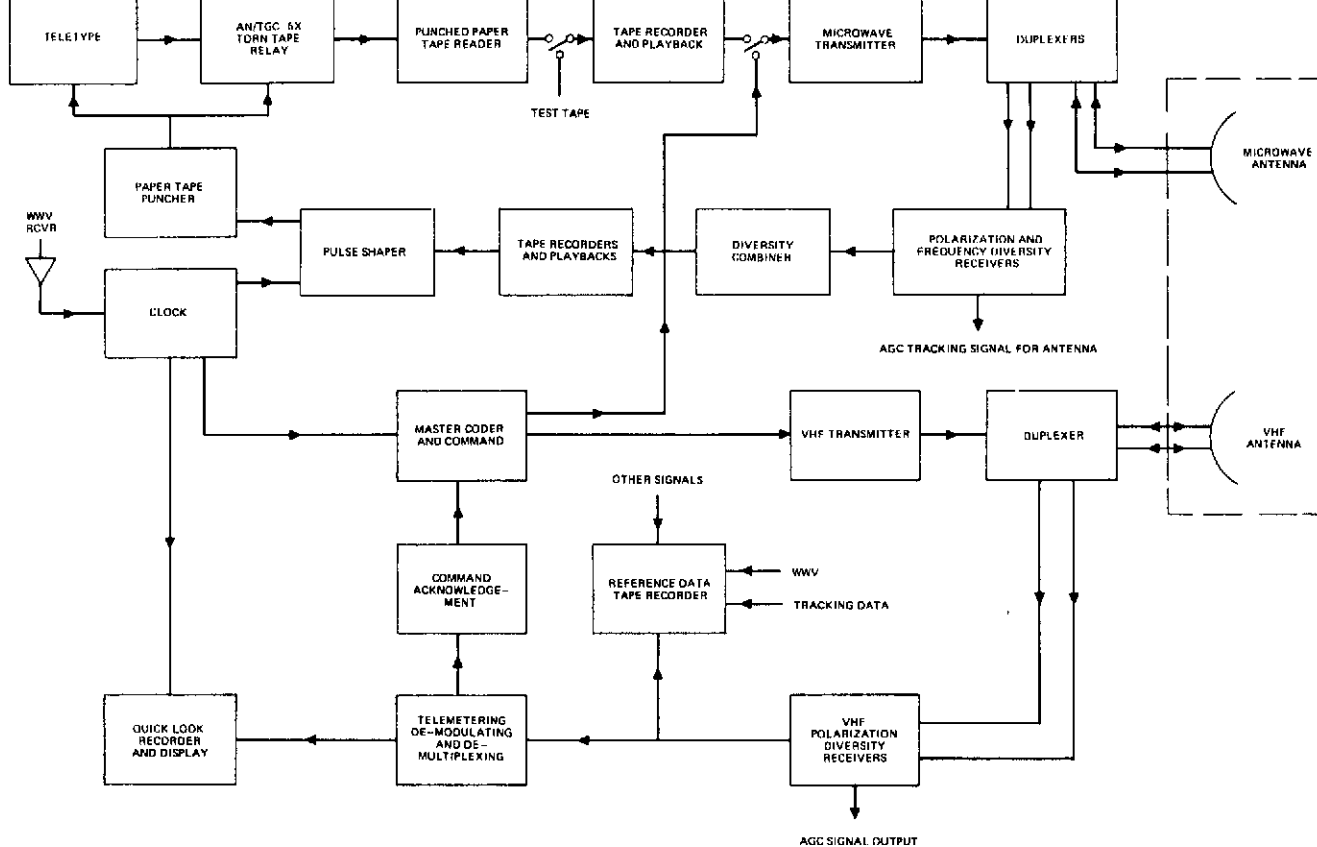 TELETYPE
AN/TGC 5X
TORN TAPE
RELAY
PUNCHED PAPER
TAPE READER
TAPE RECORDER
AND PLAYBACK
MICROWAVE
TRANSMITTER
DUPLEXERS
TEST TAPE
MICROWAVE
ANTENNA
PAPER TAPE
PUNCHER
WWV
RCVR
PULSE SHAPER
TAPE RECORDERS
AND PLAYBACKS
DIVERSITY
COMBINER
POLARIZATION AND
FREQUENCY DIVERSITY
RECEIVERS
CLOCK
AGC TRACKING SIGNAL FOR ANTENNA
MASTER CODER
AND COMMAND
VHF TRANSMITTER
DUPLEXER
VHF
ANTENNA
OTHER SIGNALS
COMMAND
ACKNOWLEDGE-
MENT
REFERENCE DATA
TAPE RECORDER
WWV
TRACKING DATA
QUICK LOOK
RECORDER
AND DISPLAY
TELEMETERING
DE-MODULATING
AND DE-
MULTIPLEXING
VHF
POLARIZATION
DIVERSITY
RECEIVERS
AGC SIGNAL OUTPUT